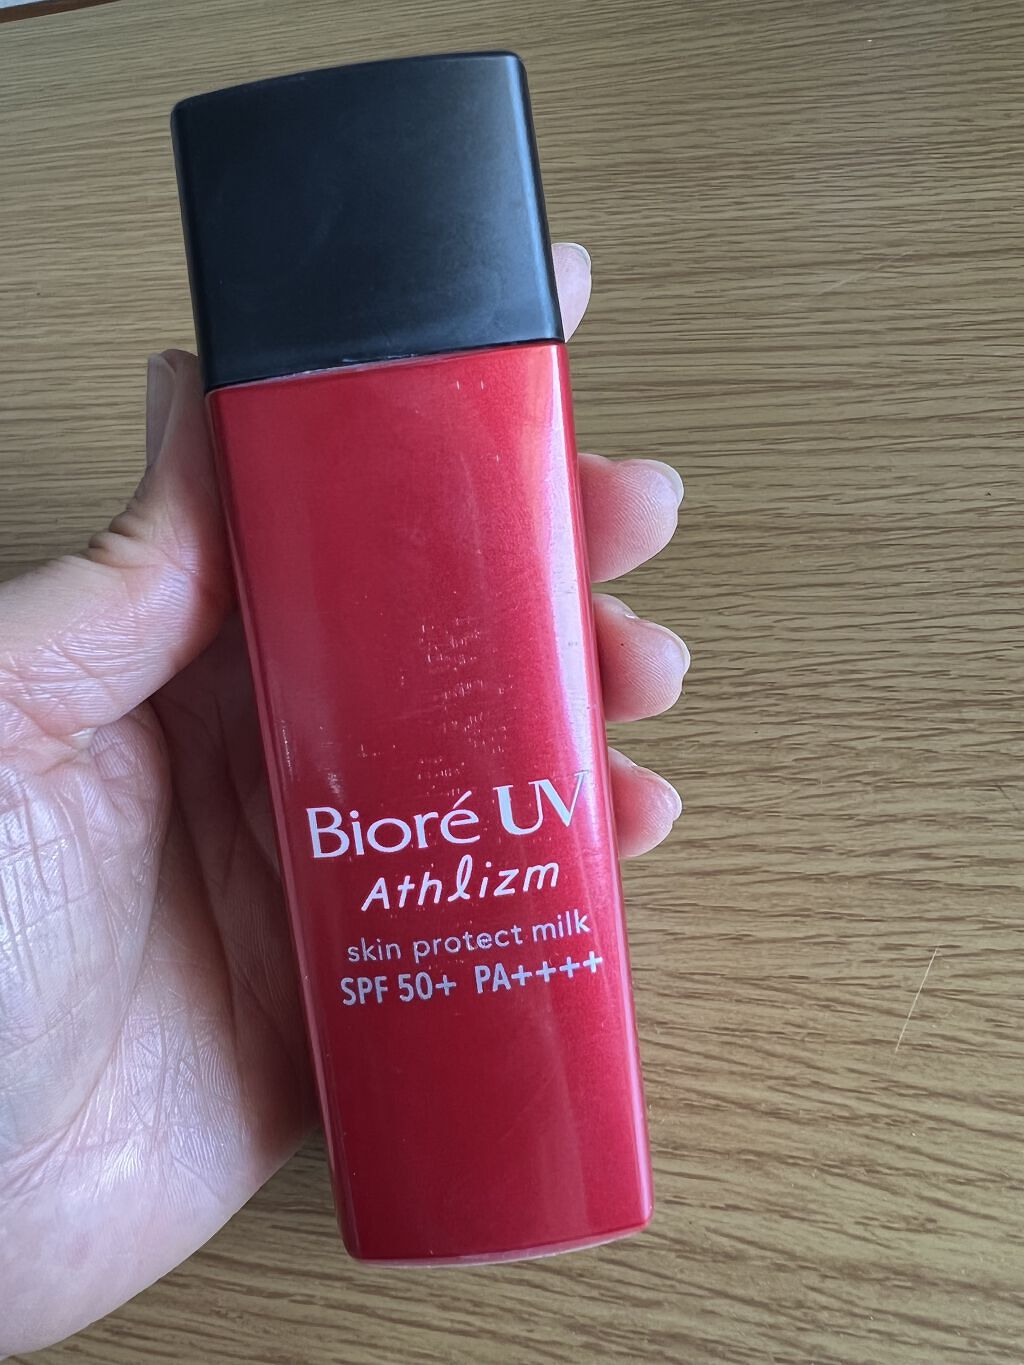 Bioré UV
Athlizm
skin protect milk
SPF 50+ PA++++